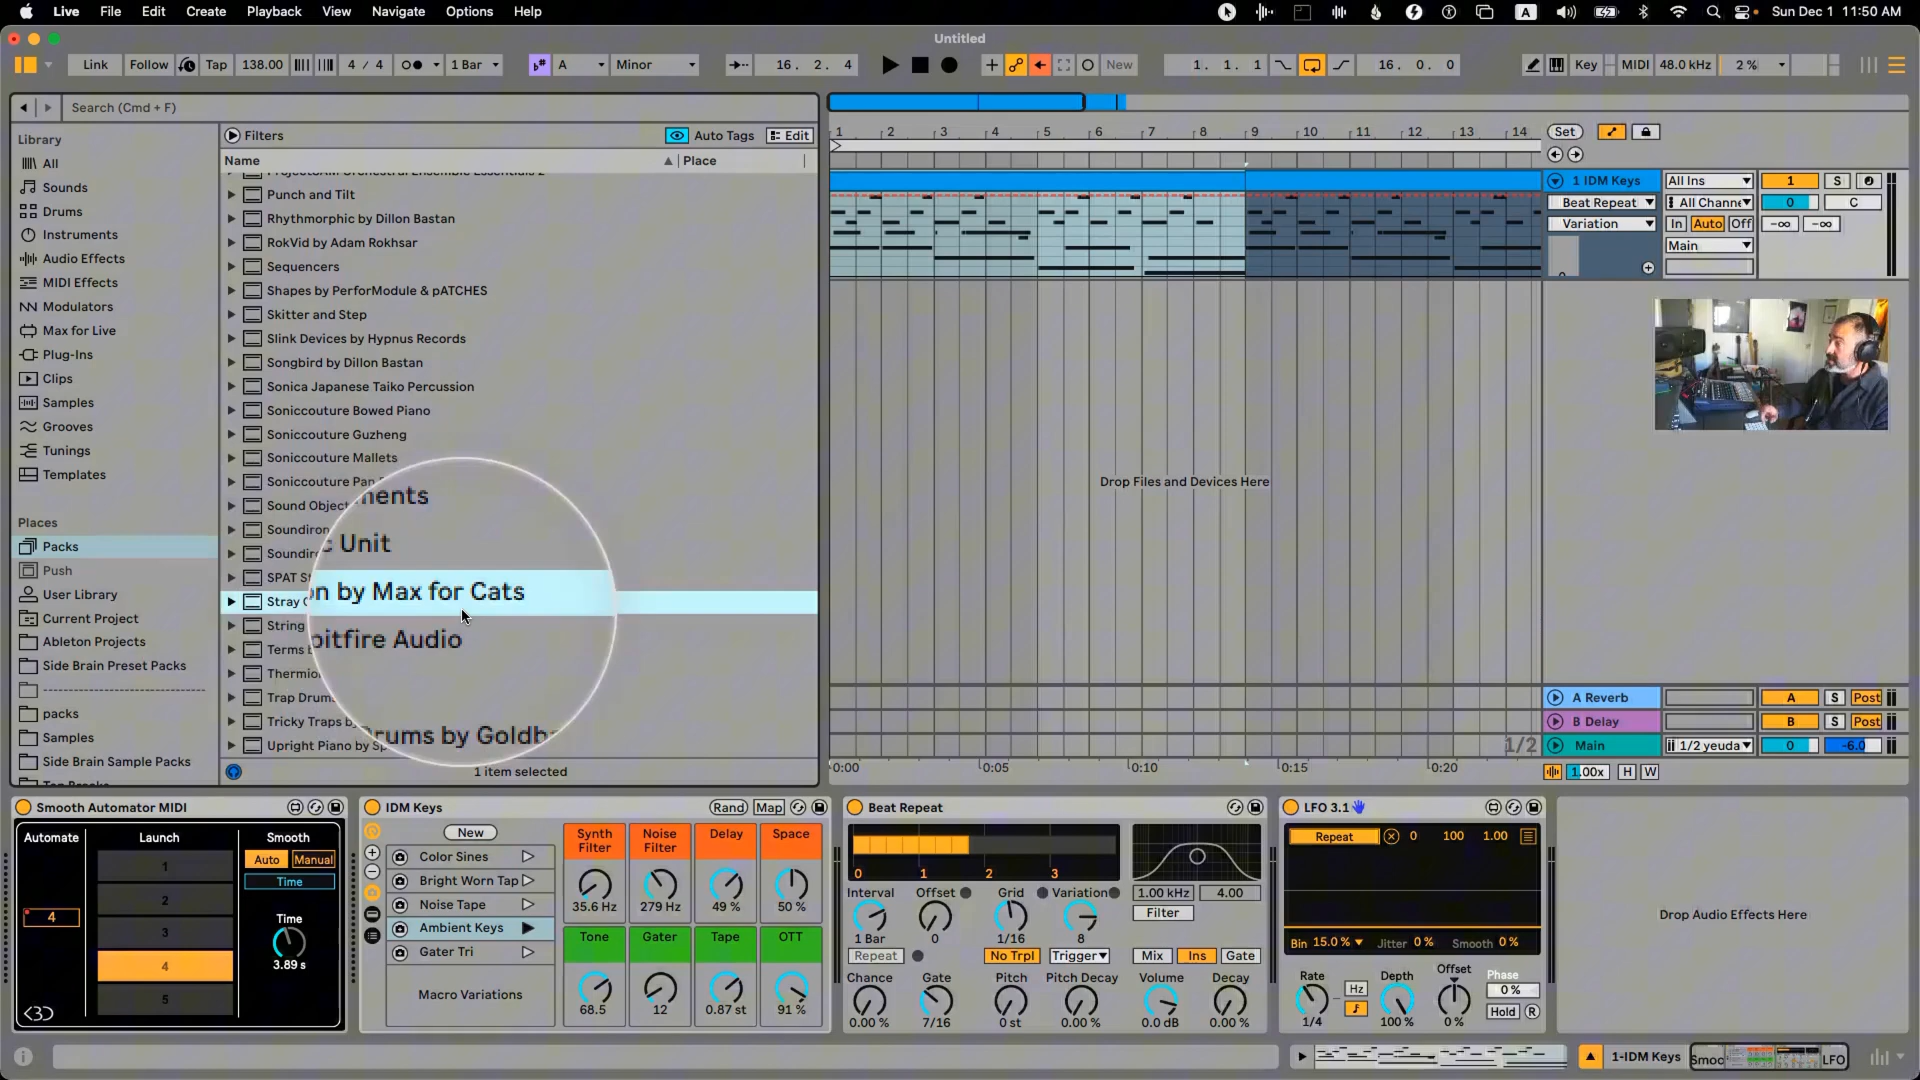 Live File Edit Create Playback View Navigate Options Help
A
Sun Dec 1 11:50 AM
Untitled
Link Follow Tap 138.00 4 / 4 1 Bar A Minor 16. 2. 4 New 1. 1. 1 16. 0. 0 Key MIDI 48.0 kHz 2 %
Search (Cmd + F)
Library
All
Sounds
Drums
Instruments
Audio Effects
MIDI Effects
Modulators
Max for Live
Plug-Ins
Clips
Samples
Grooves
Tunings
Templates
Places
Packs
Push
User Library
Current Project
Ableton Projects
Side Brain Preset Packs
------------------------
packs
Samples
Side Brain Sample Packs
Filters Auto Tags Edit
Name Place
Punch and Tilt
Rhythmorphic by Dillon Bastan
RokVid by Adam Rokhsar
Sequencers
Shapes by PerforModule & pATCHES
Skitter and Step
Slink Devices by Hypnus Records
Songbird by Dillon Bastan
Sonica Japanese Taiko Percussion
Soniccouture Bowed Piano
Soniccouture Guzheng
Soniccouture Mallets
Soniccouture Pan
Sound Object
Soundiron
Soundiro
SPAT S
Stray
String
Terms b
Thermio
Trap Drum
Tricky Traps b
Upright Piano by Sp
ments
c Unit
on by Max for Cats
pitfire Audio
Drums by Goldb
1 item selected
1 2 3 4 5 6 7 8 9 10 11 12 13 14
Set
1 IDM Keys All Ins 1 S
Beat Repeat All Channe 0 C
Variation In Auto Off -∞ -∞
Main
Drop Files and Devices Here
A Reverb A S Post
B Delay B S Post
1/2 Main 1/2 yeuda 0 -6.0
0:00 0:05 0:10 0:15 0:20
1.00x H W
Smooth Automator MIDI
Automate Launch Smooth
1
2
3
4
5
4
Auto Manual
Time
Time
3.89 s
IDM Keys Rand Map
New
Color Sines
Bright Worn Tap
Noise Tape
Ambient Keys
Gater Tri
Macro Variations
Synth Filter Noise Filter Delay Space
35.6 Hz 279 Hz 49 % 50 %
Tone Gater Tape OTT
68.5 12 0.87 st 91 %
Beat Repeat
0 1 2 3
Interval Offset Grid Variation
1 Bar 0 1/16 8
1.00 kHz 4.00
Filter
Repeat No Trpl Trigger Mix Ins Gate
Chance Gate Pitch Pitch Decay Volume Decay
0.00 % 7/16 0 st 0.00 % 0.0 dB 0.00 %
LFO 3.1
Repeat 0 100 1.00
Bin 15.0 % Jitter 0 % Smooth 0 %
Rate Depth Offset Phase
Hz 0 %
1/4 100 % 0 % Hold R
Drop Audio Effects Here
1-IDM Keys Smoo LFO